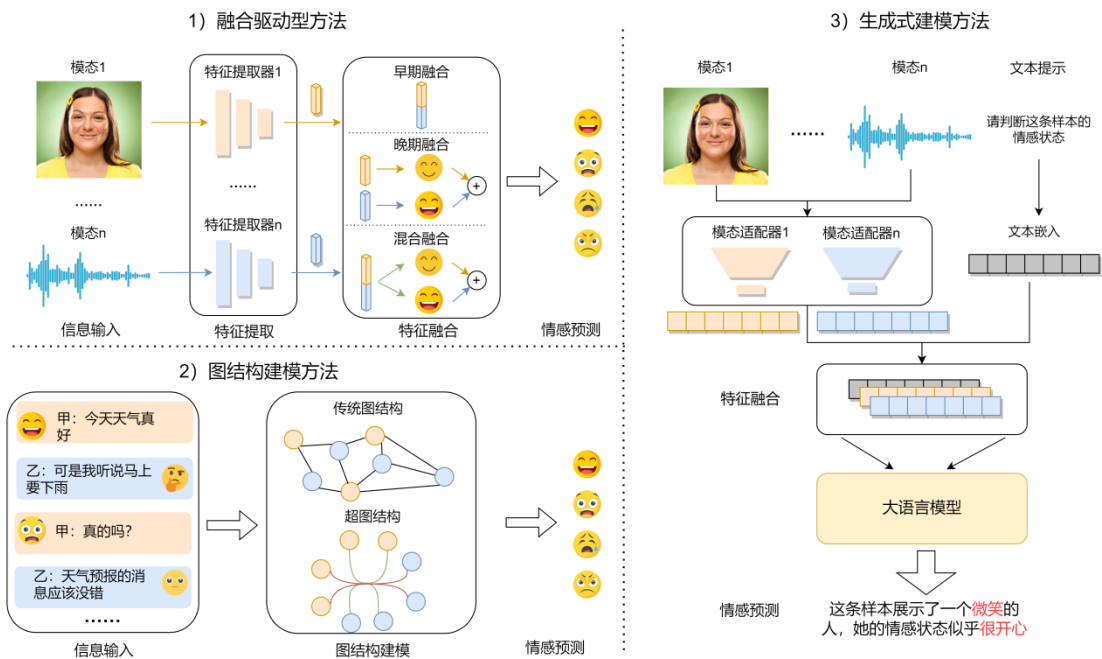 1）融合驱动型方法
模态1
......
模态n
信息输入
特征提取器1
......
特征提取器n
特征提取
早期融合
晚期融合
+
混合融合
+
特征融合
情感预测
2）图结构建模方法
甲：今天天气真
好
乙：可是我听说马上
要下雨
甲：真的吗？
乙：天气预报的消
息应该没错
......
信息输入
传统图结构
超图结构
图结构建模
情感预测
3）生成式建模方法
模态1
......
模态n
文本提示
请判断这条样本的
情感状态
模态适配器1
模态适配器n
文本嵌入
特征融合
大语言模型
情感预测
这条样本展示了一个微笑的
人，她的情感状态似乎很开心